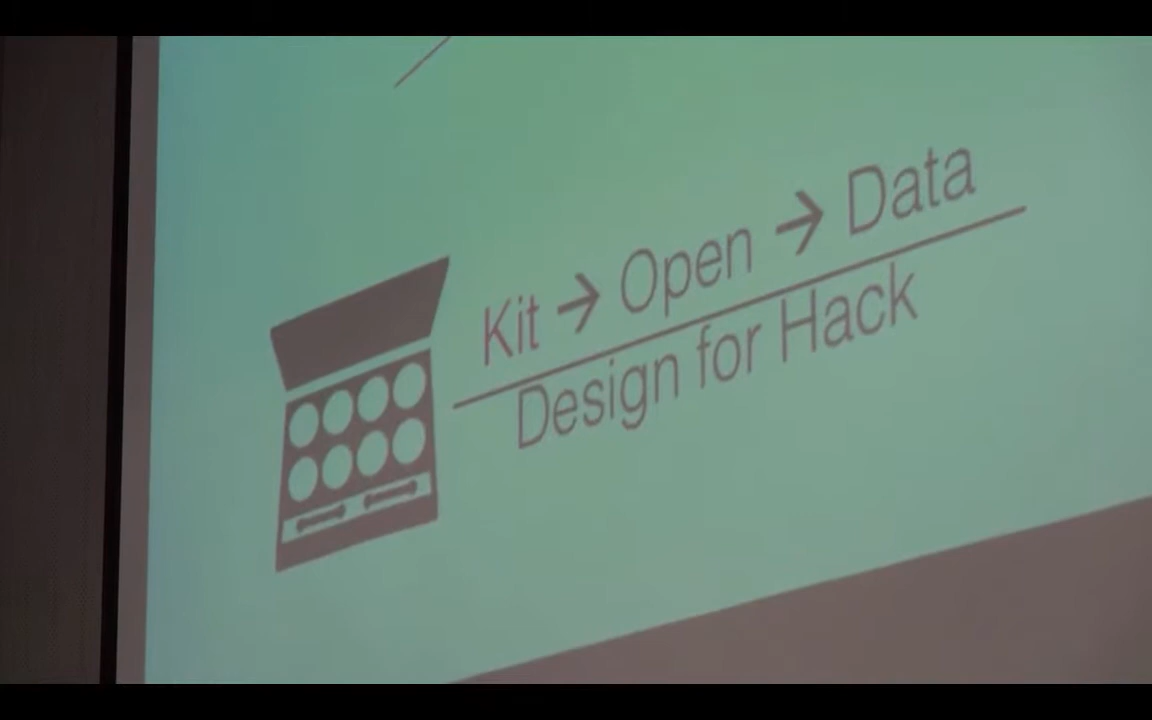 Kit → Open → Data
Design for Hack